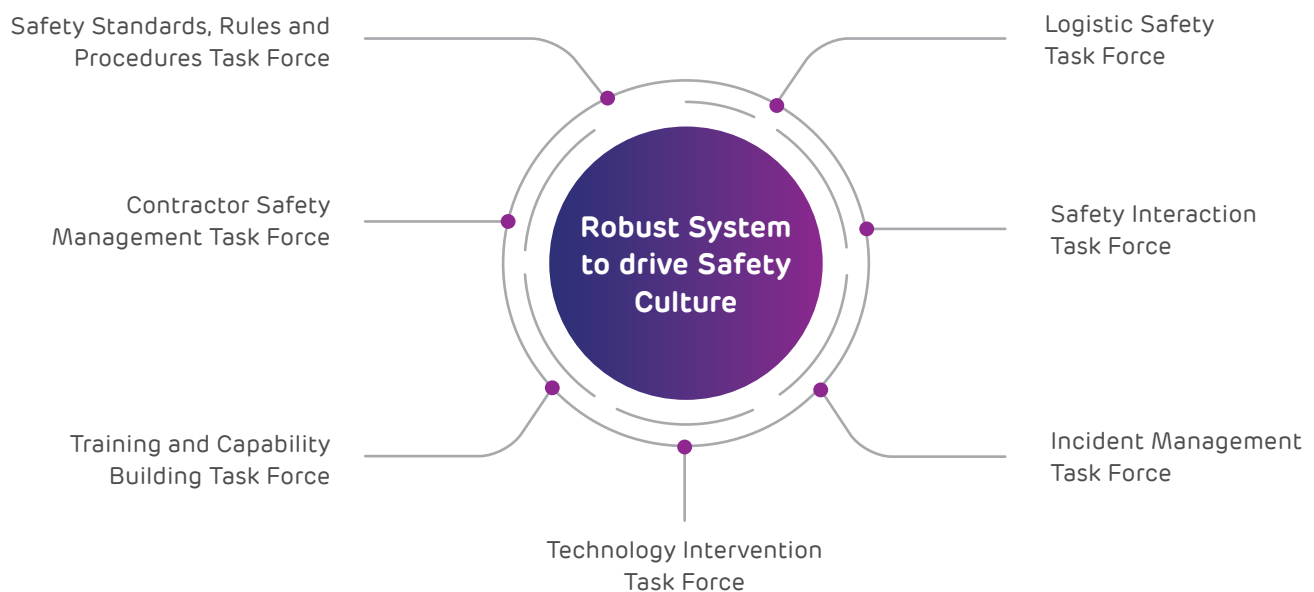 Safety Standards, Rules and
Procedures Task Force
Logistic Safety
Task Force
Contractor Safety
Management Task Force
Robust System
to drive Safety
Culture
Safety Interaction
Task Force
Training and Capability
Building Task Force
Incident Management
Task Force
Technology Intervention
Task Force